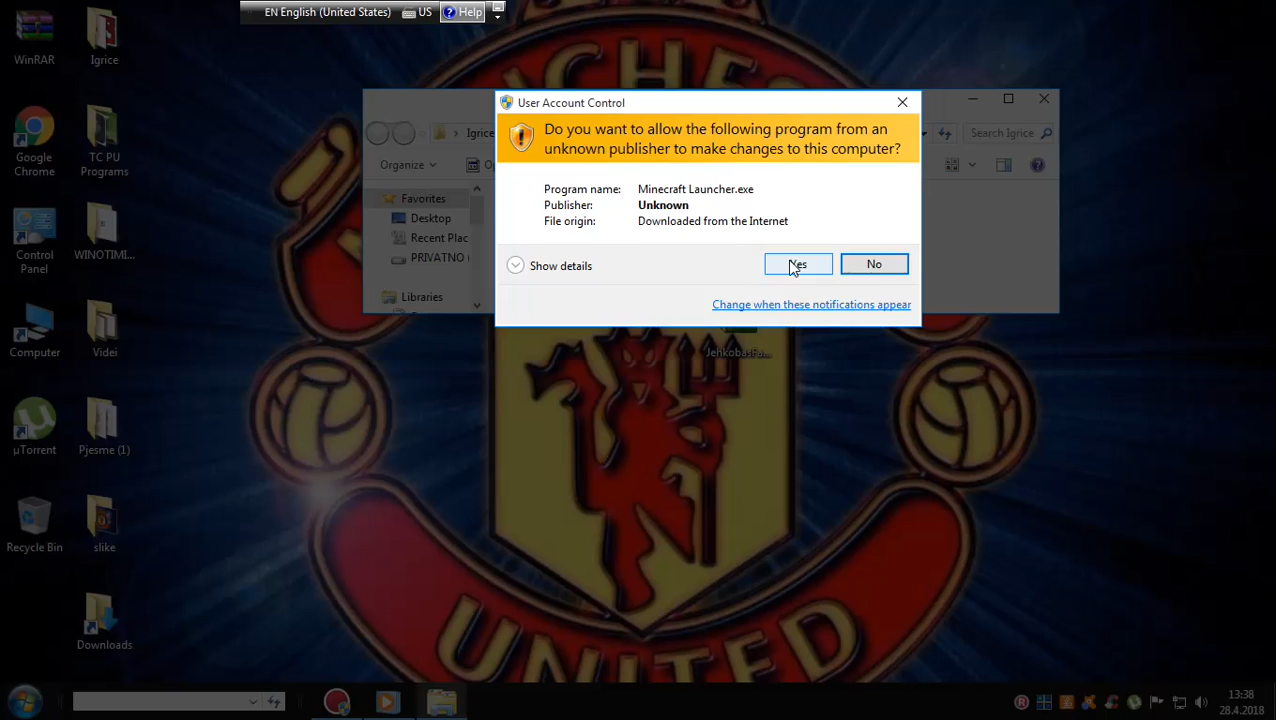 EN English (United States)
US
Help
WinRAR
Igrice
Google
Chrome
TC PU
Programs
Control
Panel
WINOTIMI...
Computer
Videi
µTorrent
Pjesme (1)
Recycle Bin
slike
Downloads
Igrice
Search Igrice
Organize
Favorites
Desktop
Recent Plac
PRIVATNO
Libraries
User Account Control
Do you want to allow the following program from an
unknown publisher to make changes to this computer?
Program name: Minecraft Launcher.exe
Publisher: Unknown
File origin: Downloaded from the Internet
Show details
Yes
No
Change when these notifications appear
UNITED
13:38
28.4.2018